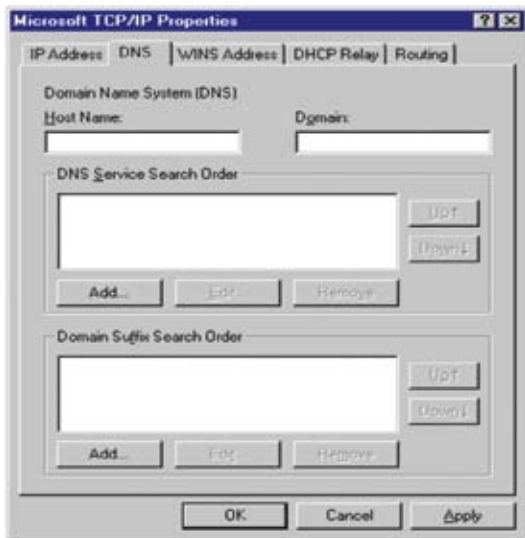 Microsoft TCP/IP Properties
IP Address DNS WINS Address DHCP Relay Routing
Domain Name System (DNS)
Host Name: Domain:
DNS Service Search Order
Up↑
Down↓
Add... Edit... Remove
Domain Suffix Search Order
Up↑
Down↓
Add... Edit... Remove
OK Cancel Apply